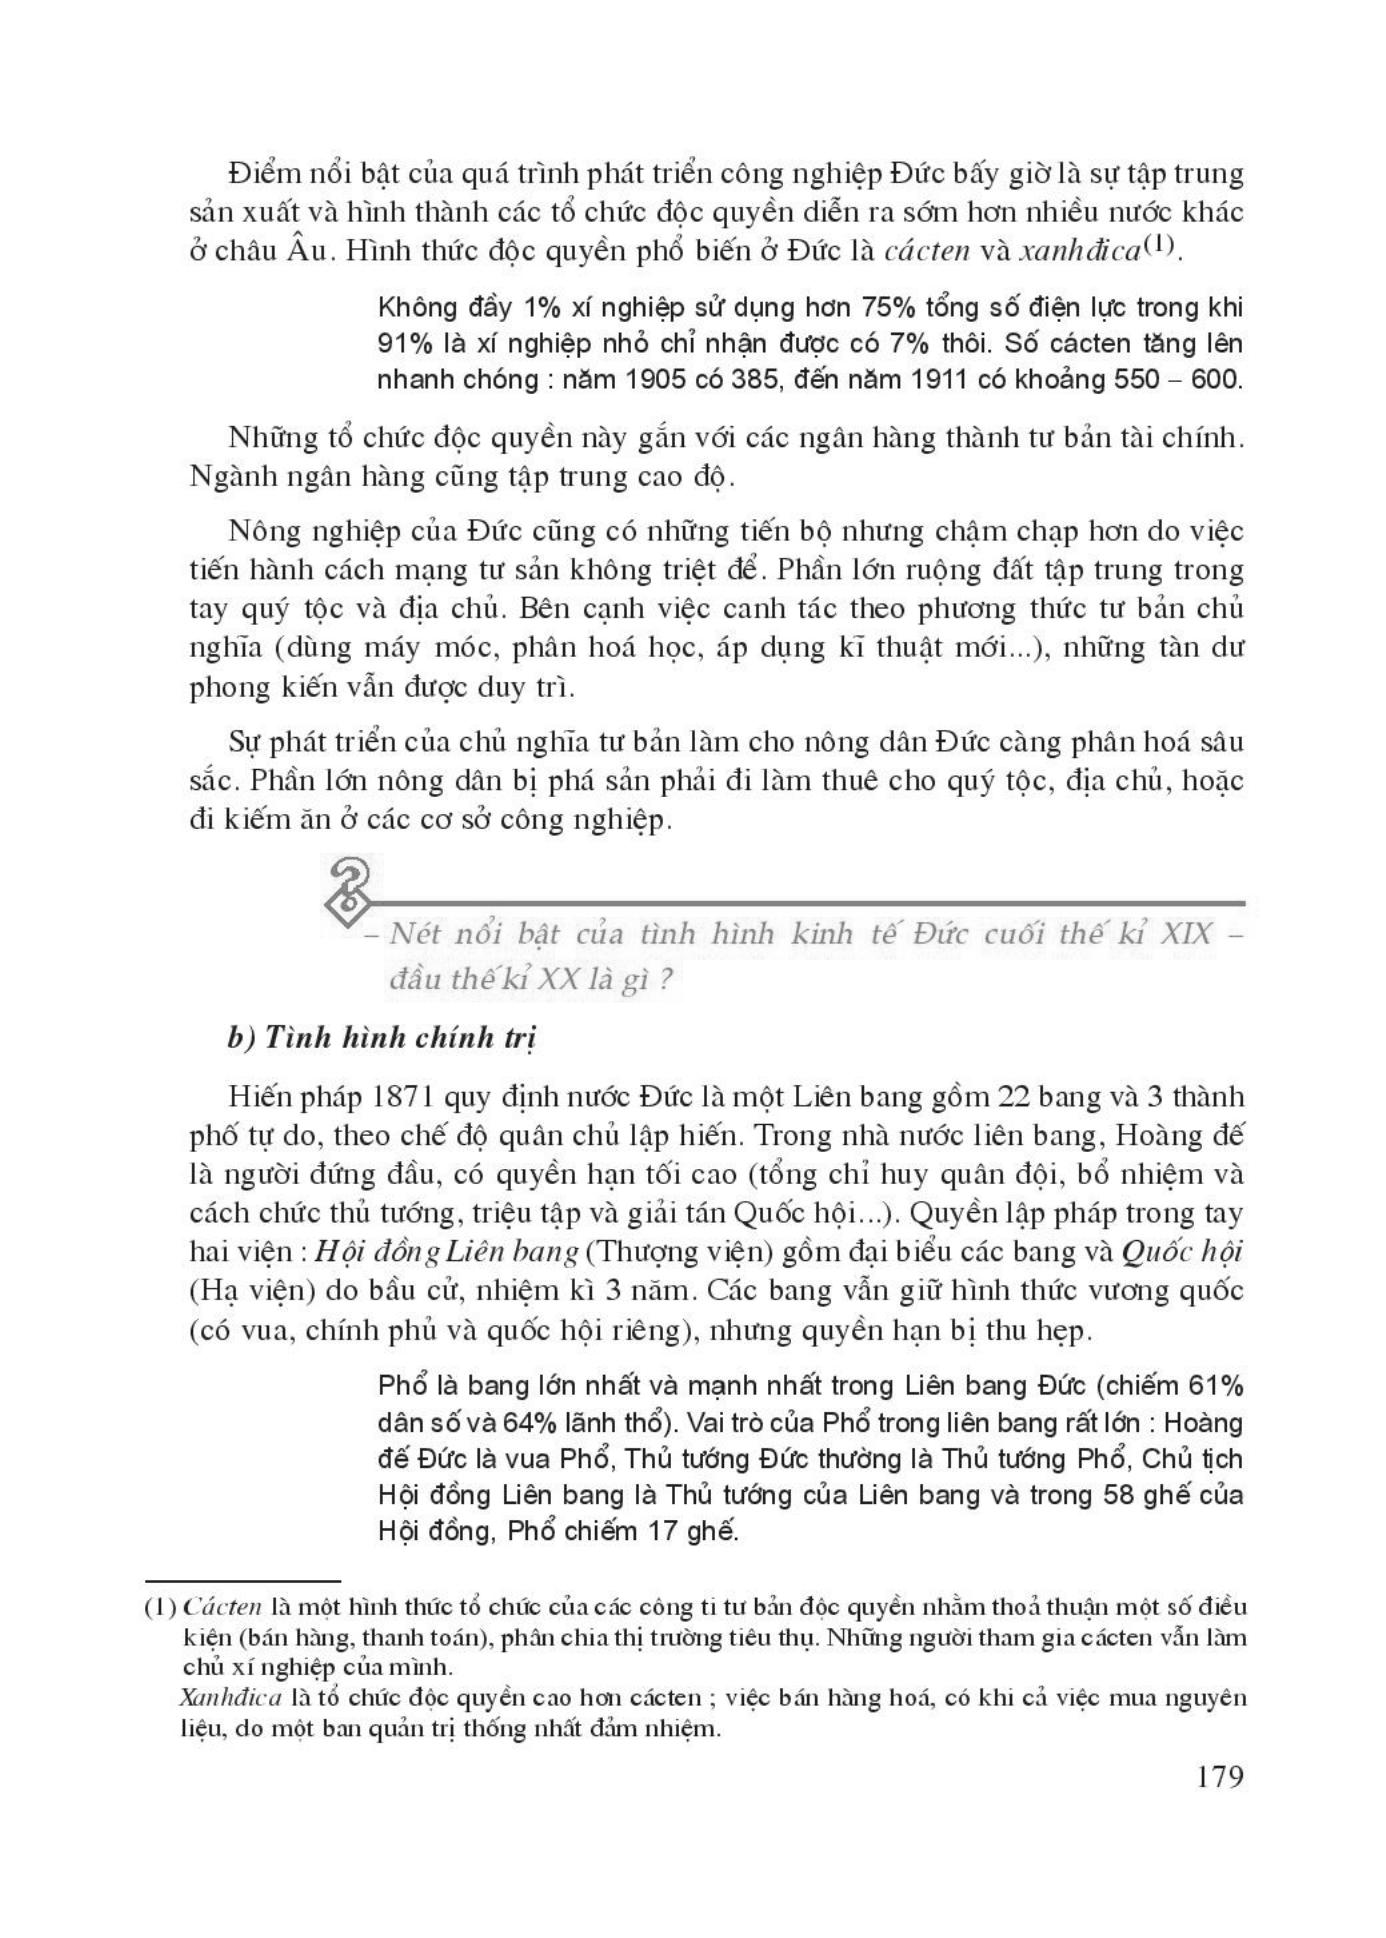 Điểm nổi bật của quá trình phát triển công nghiệp Đức bấy giờ là sự tập trung
sản xuất và hình thành các tổ chức độc quyền diễn ra sớm hơn nhiều nước khác
ở châu Âu. Hình thức độc quyền phổ biến ở Đức là cácten và xanhđica(1).
Không đầy 1% xí nghiệp sử dụng hơn 75% tổng số điện lực trong khi
91% là xí nghiệp nhỏ chỉ nhận được có 7% thôi. Số cácten tăng lên
nhanh chóng : năm 1905 có 385, đến năm 1911 có khoảng 550 – 600.
Những tổ chức độc quyền này gắn với các ngân hàng thành tư bản tài chính.
Ngành ngân hàng cũng tập trung cao độ.
Nông nghiệp của Đức cũng có những tiến bộ nhưng chậm chạp hơn do việc
tiến hành cách mạng tư sản không triệt để. Phần lớn ruộng đất tập trung trong
tay quý tộc và địa chủ. Bên cạnh việc canh tác theo phương thức tư bản chủ
nghĩa (dùng máy móc, phân hoá học, áp dụng kĩ thuật mới...), những tàn dư
phong kiến vẫn được duy trì.
Sự phát triển của chủ nghĩa tư bản làm cho nông dân Đức càng phân hoá sâu
sắc. Phần lớn nông dân bị phá sản phải đi làm thuê cho quý tộc, địa chủ, hoặc
đi kiếm ăn ở các cơ sở công nghiệp.
– Nét nổi bật của tình hình kinh tế Đức cuối thế kỉ XIX –
đầu thế kỉ XX là gì ?
b) Tình hình chính trị
Hiến pháp 1871 quy định nước Đức là một Liên bang gồm 22 bang và 3 thành
phố tự do, theo chế độ quân chủ lập hiến. Trong nhà nước liên bang, Hoàng đế
là người đứng đầu, có quyền hạn tối cao (tổng chỉ huy quân đội, bổ nhiệm và
cách chức thủ tướng, triệu tập và giải tán Quốc hội...). Quyền lập pháp trong tay
hai viện : Hội đồng Liên bang (Thượng viện) gồm đại biểu các bang và Quốc hội
(Hạ viện) do bầu cử, nhiệm kì 3 năm. Các bang vẫn giữ hình thức vương quốc
(có vua, chính phủ và quốc hội riêng), nhưng quyền hạn bị thu hẹp.
Phổ là bang lớn nhất và mạnh nhất trong Liên bang Đức (chiếm 61%
dân số và 64% lãnh thổ). Vai trò của Phổ trong liên bang rất lớn : Hoàng
đế Đức là vua Phổ, Thủ tướng Đức thường là Thủ tướng Phổ, Chủ tịch
Hội đồng Liên bang là Thủ tướng của Liên bang và trong 58 ghế của
Hội đồng, Phổ chiếm 17 ghế.
(1) Cácten là một hình thức tổ chức của các công ti tư bản độc quyền nhằm thoả thuận một số điều
kiện (bán hàng, thanh toán), phân chia thị trường tiêu thụ. Những người tham gia cácten vẫn làm
chủ xí nghiệp của mình.
Xanhđica là tổ chức độc quyền cao hơn cácten ; việc bán hàng hoá, có khi cả việc mua nguyên
liệu, do một ban quản trị thống nhất đảm nhiệm.
179